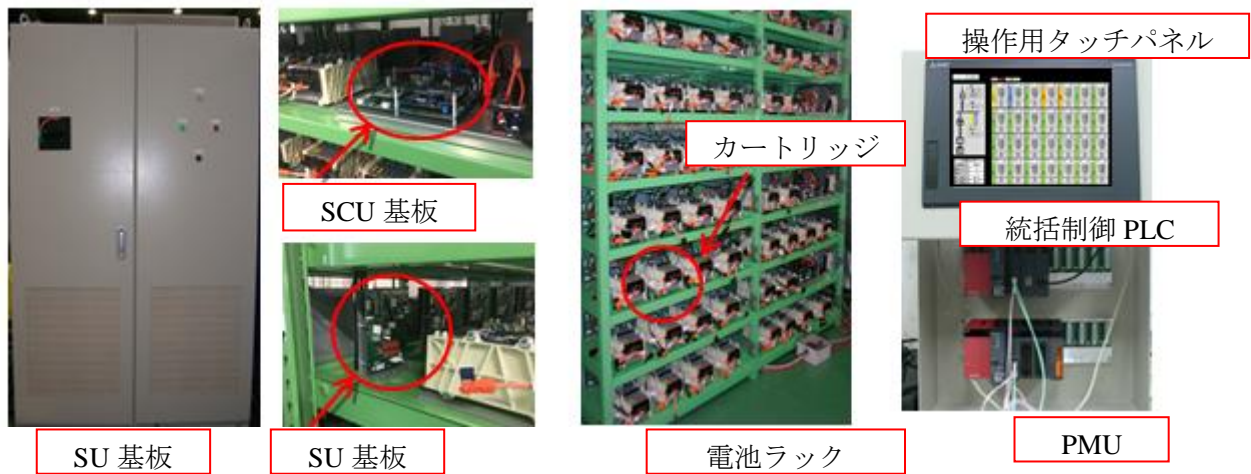 操作用タッチパネル
カートリッジ
SCU 基板
統括制御 PLC
SU 基板
SU 基板
電池ラック
PMU